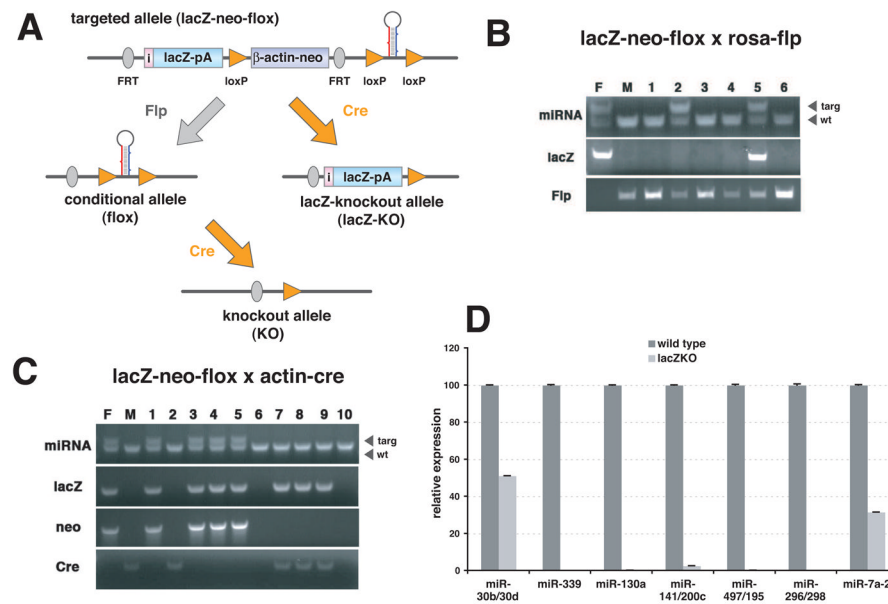 A
targeted allele (lacZ-neo-flox)
i lacZ-pA β-actin-neo
FRT loxP FRT loxP loxP
Flp Cre
i lacZ-pA
conditional allele
(flox)
lacZ-knockout allele
(lacZ-KO)
Cre
knockout allele
(KO)
B
lacZ-neo-flox x rosa-flp
F M 1 2 3 4 5 6
miRNA
targ
wt
lacZ
Flp
C
lacZ-neo-flox x actin-cre
F M 1 2 3 4 5 6 7 8 9 10
miRNA
targ
wt
lacZ
neo
Cre
D
wild type
lacZKO
relative expression
120
100
80
60
40
20
0
miR-
30b/30d
miR-339
miR-130a
miR-
141/200c
miR-
497/195
miR-
296/298
miR-7a-2